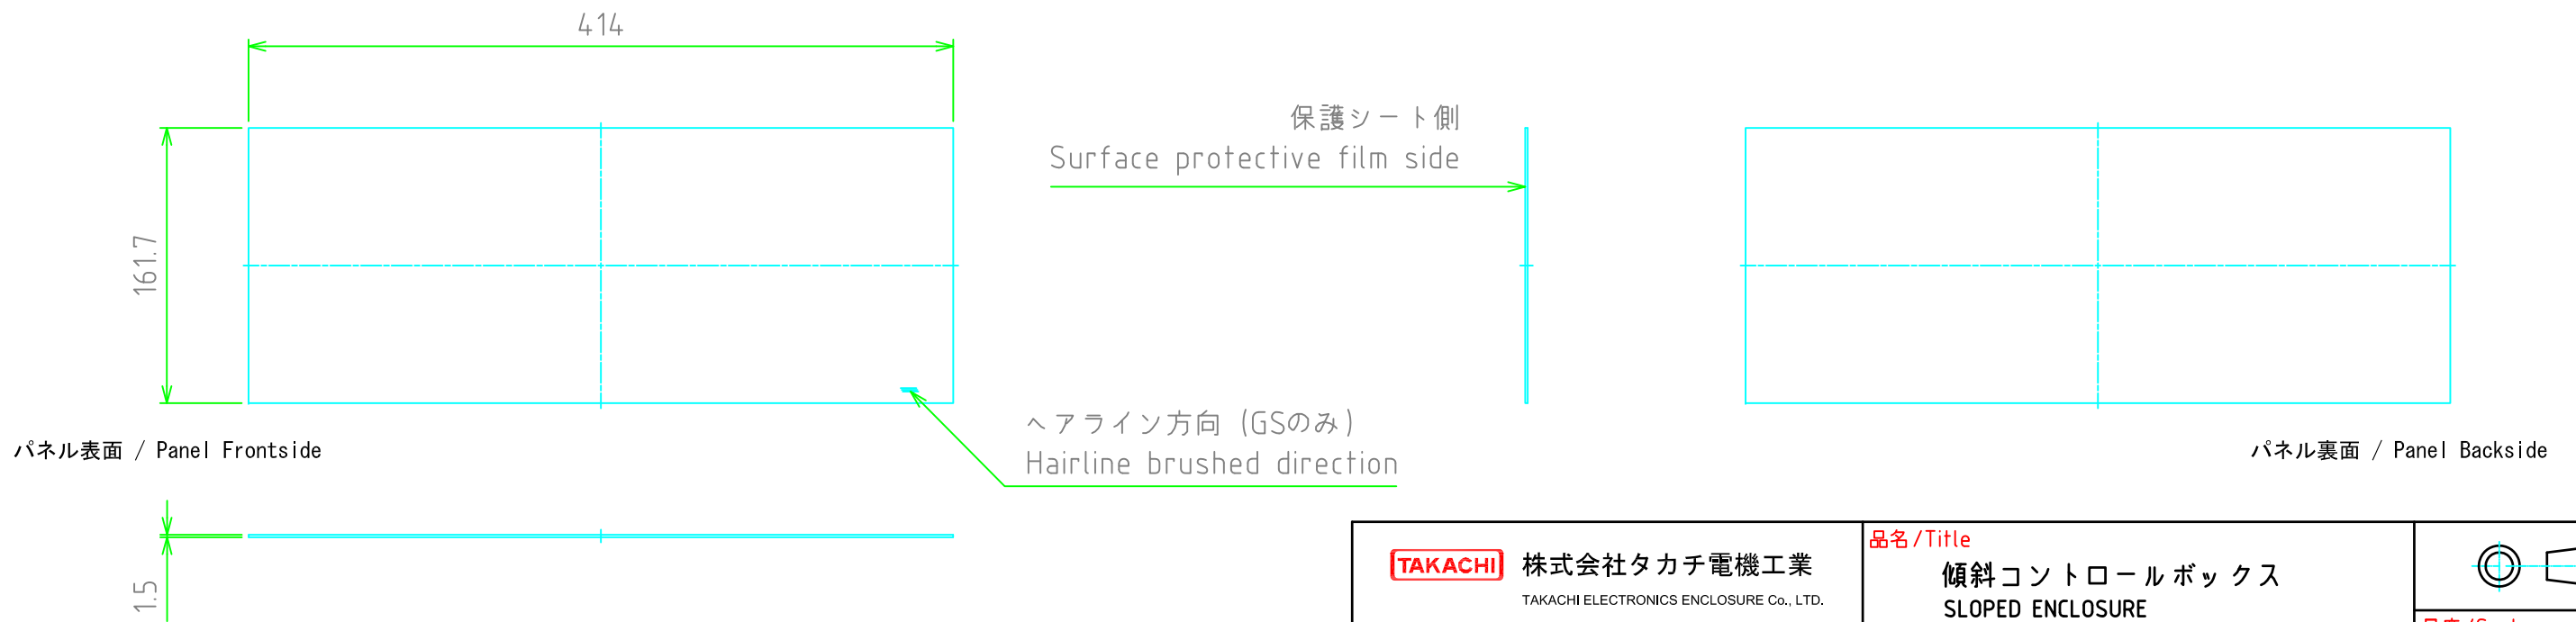 414
保護シート側
Surface protective film side
161.7
ヘアライン方向 (GSのみ)
Hairline brushed direction
パネル表面 / Panel Frontside
パネル裏面 / Panel Backside
1.5
TAKACHI 株式会社タカチ電機工業
TAKACHI ELECTRONICS ENCLOSURE Co., LTD.
品名/Title
傾斜コントロールボックス
SLOPED ENCLOSURE